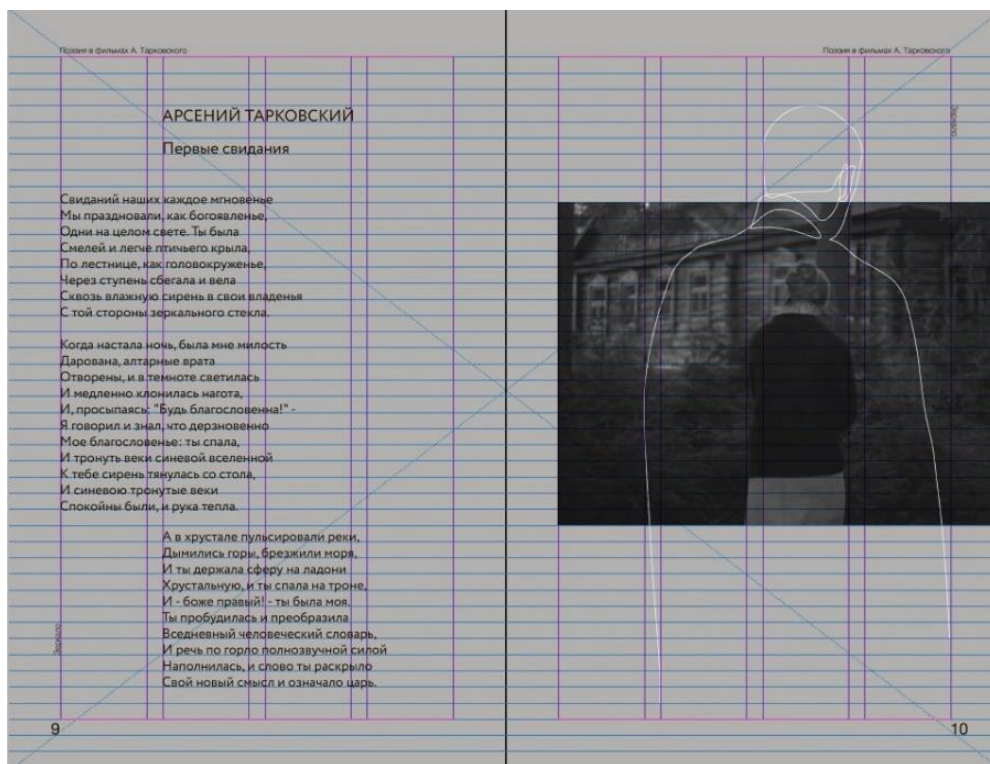 Поэзия в фильмах А. Тарковского
АРСЕНИЙ ТАРКОВСКИЙ
Первые свидания
Свиданий наших каждое мгновенье
Мы праздновали, как богоявленье,
Одни на целом свете. Ты была
Смелей и легче птичьего крыла,
По лестнице, как головокруженье,
Через ступень сбегала и вела
Сквозь влажную сирень в свои владенья
С той стороны зеркального стекла.
Когда настала ночь, была мне милость
Дарована, алтарные врата
Отворены, и в темноте светилась
И медленно клонилась нагота,
И, просыпаясь: "Будь благословенна!" -
Я говорил и знал, что дерзновенно
Мое благословенье: ты спала,
И тронуть веки синевой вселенной
К тебе сирень тянулась со стола,
И синевою тронутые веки
Спокойны были, и рука тепла.
А в хрустале пульсировали реки,
Дымились горы, брезжили моря,
И ты держала сферу на ладони
Хрустальную, и ты спала на троне,
И - боже правый! - ты была моя.
Ты пробудилась и преобразила
Вседневный человеческий словарь,
И речь по горло полнозвучной силой
Наполнилась, и слово ты раскрыло
Свой новый смысл и означало царь.
Зеркало
9
Поэзия в фильмах А. Тарковского
Зеркало
10